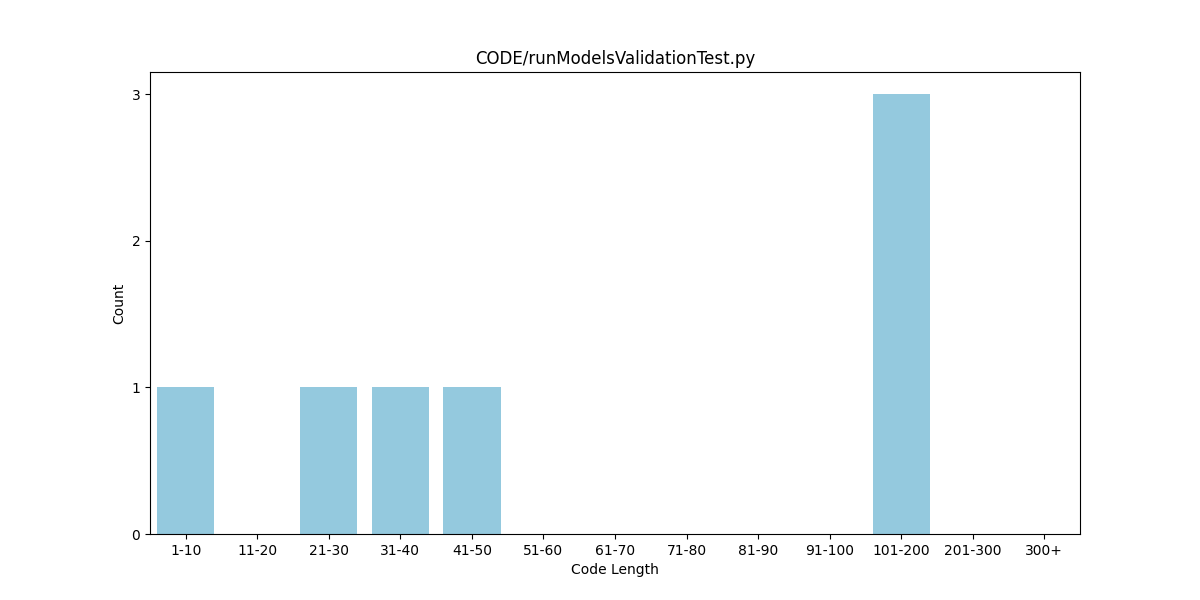 CODE/runModelsValidationTest.py
Count
3
2
1
0
1-10 11-20 21-30 31-40 41-50 51-60 61-70 71-80 81-90 91-100 101-200 201-300 300+
Code Length